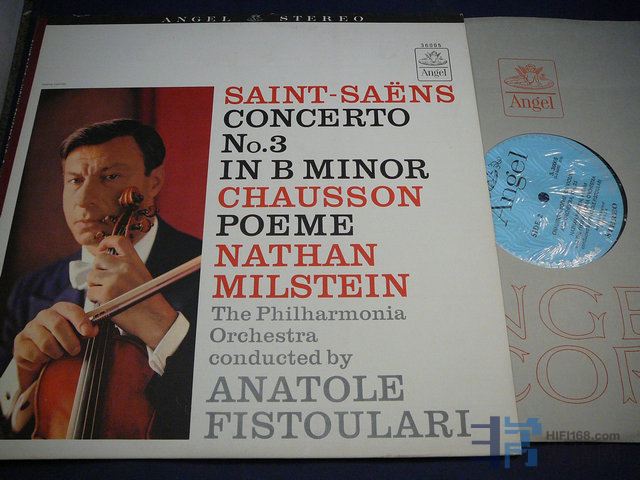 ANGEL STEREO
36005
Angel
SAINT-SAËNS
CONCERTO
No.3
IN B MINOR
CHAUSSON
POEME
NATHAN
MILSTEIN
The Philharmonia
Orchestra
conducted by
ANATOLE
FISTOULARI
Angel
Angel
STEREO
HIFI168.com